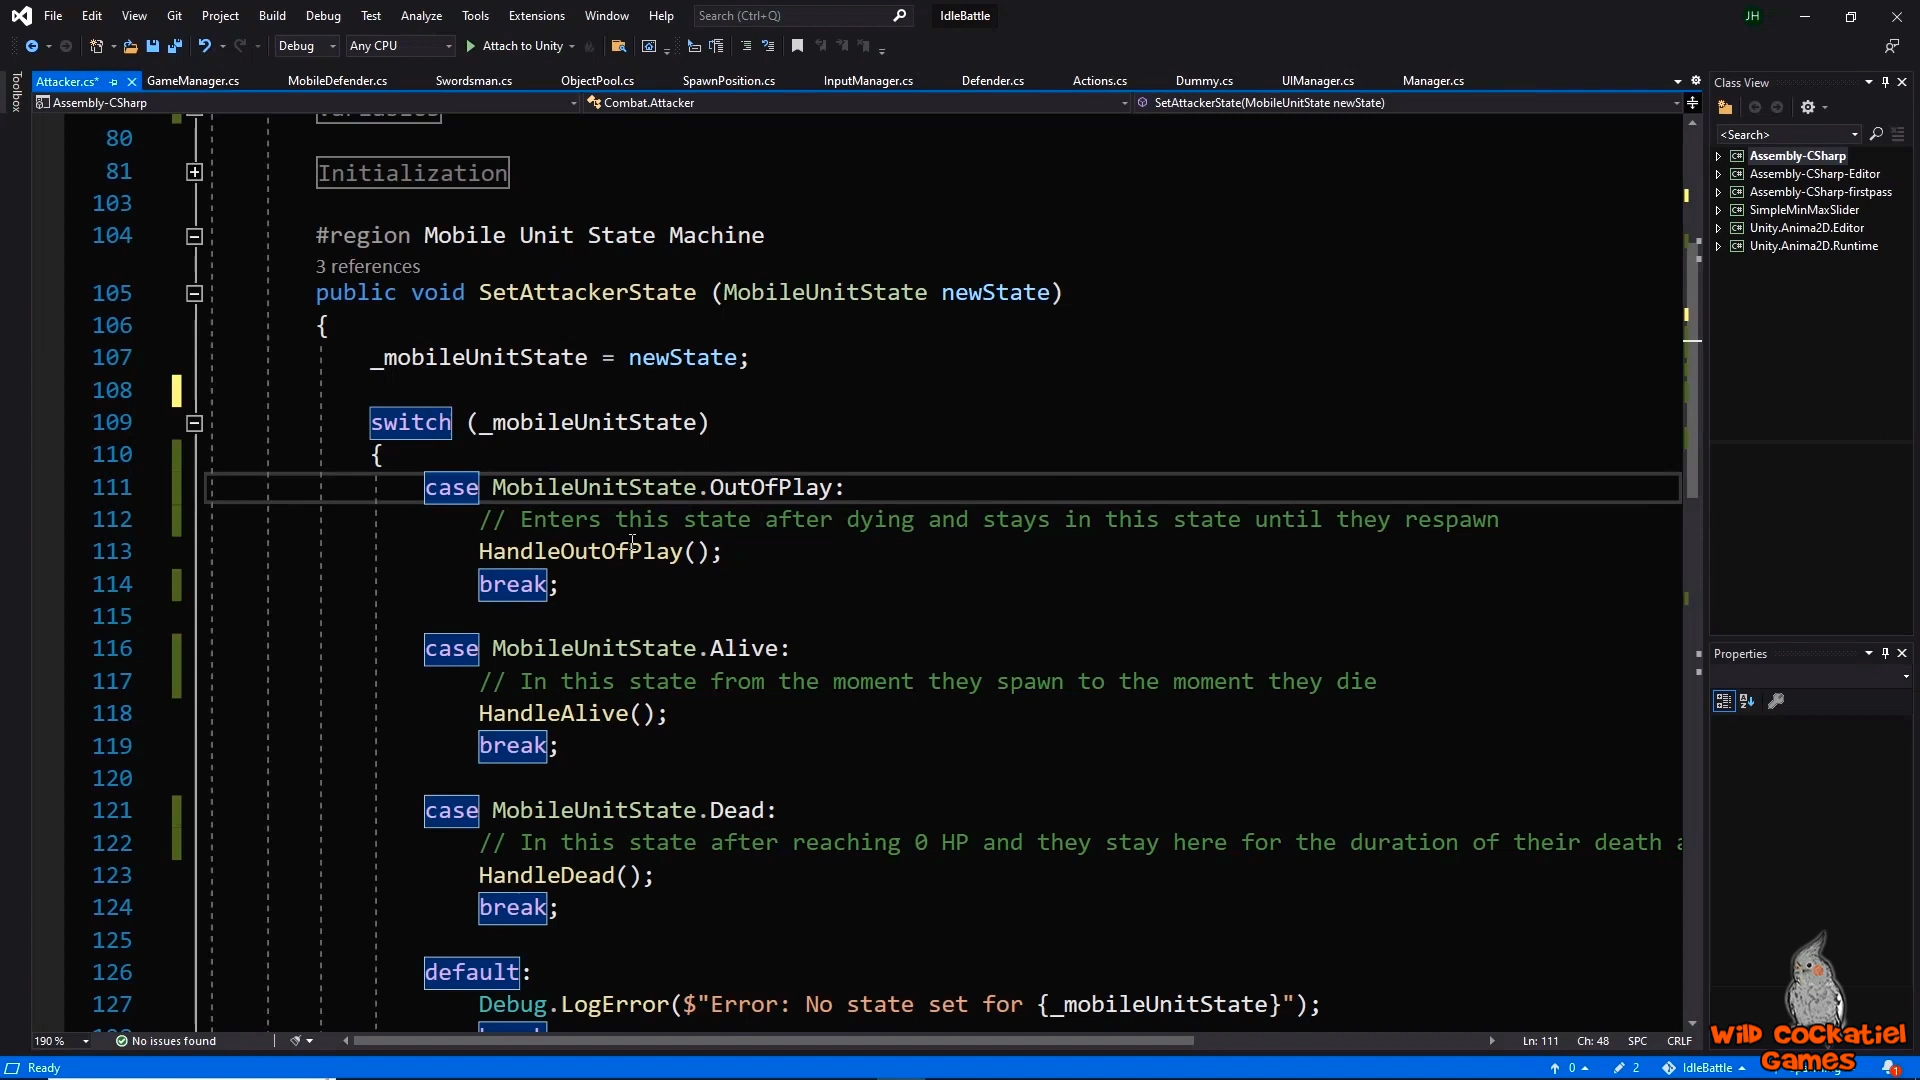 File Edit View Git Project Build Debug Test Analyze Tools Extensions Window Help Search (Ctrl+Q) IdleBattle JH
Debug Any CPU Attach to Unity
Attacker.cs* GameManager.cs MobileDefender.cs Swordsman.cs ObjectPool.cs SpawnPosition.cs InputManager.cs Defender.cs Actions.cs Dummy.cs UIManager.cs Manager.cs
Assembly-CSharp Combat.Attacker SetAttackerState(MobileUnitState newState)
Toolbox
Variables
80
81 Initialization
103
104 #region Mobile Unit State Machine
3 references
105 public void SetAttackerState (MobileUnitState newState)
106 {
107 _mobileUnitState = newState;
108
109 switch (_mobileUnitState)
110 {
111 case MobileUnitState.OutOfPlay:
112 // Enters this state after dying and stays in this state until they respawn
113 HandleOutOfPlay();
114 break;
115
116 case MobileUnitState.Alive:
117 // In this state from the moment they spawn to the moment they die
118 HandleAlive();
119 break;
120
121 case MobileUnitState.Dead:
122 // In this state after reaching 0 HP and they stay here for the duration of their death
123 HandleDead();
124 break;
125
126 default:
127 Debug.LogError($"Error: No state set for {_mobileUnitState}");
190 % No issues found Ln: 111 Ch: 48 SPC CRLF
Ready 0 2 IdleBattle 1
Class View
<Search>
Assembly-CSharp
Assembly-CSharp-Editor
Assembly-CSharp-firstpass
SimpleMinMaxSlider
Unity.Anima2D.Editor
Unity.Anima2D.Runtime
Properties
Wild Cockatiel
Games